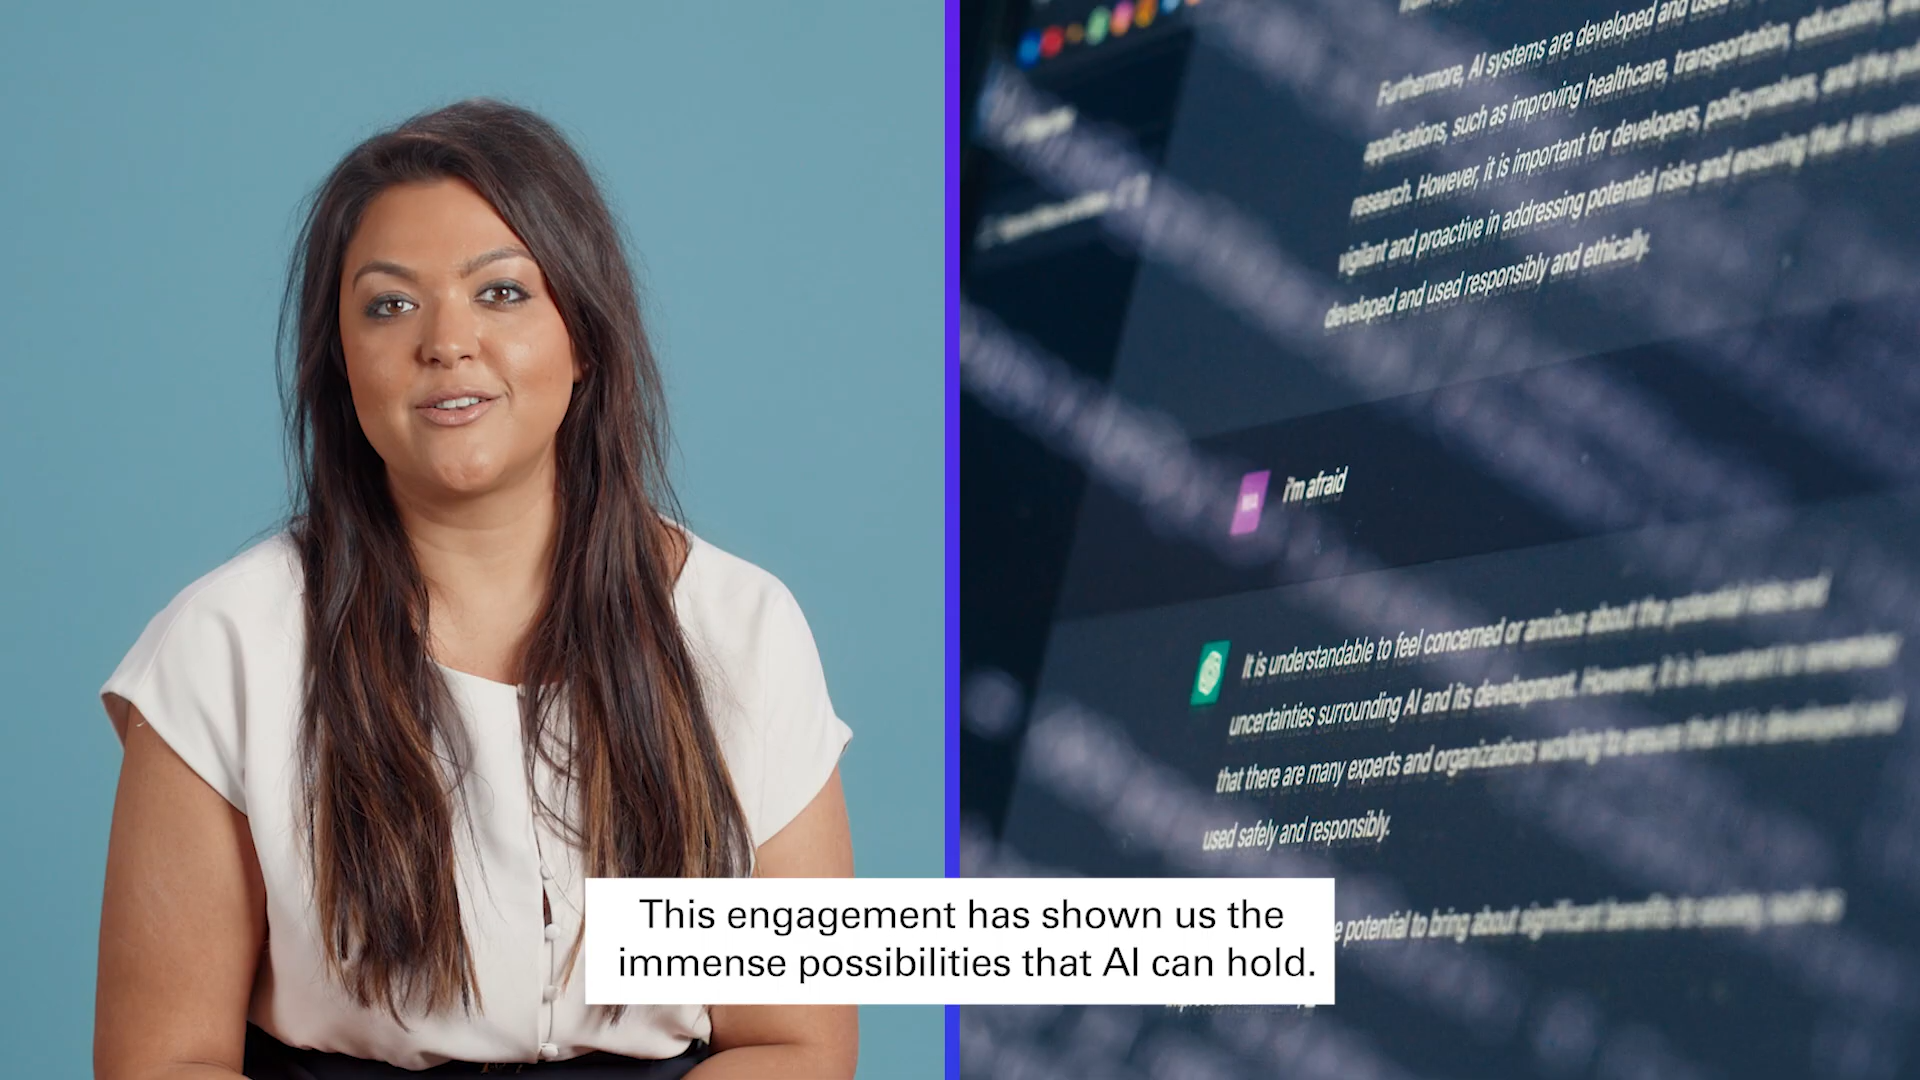 Furthermore, AI systems are developed and used
applications, such as improving healthcare, transportation, education,
research. However, it is important for developers, policymakers, and the
vigilant and proactive in addressing potential risks and ensuring that AI
developed and used responsibly and ethically.
i'm afraid
It is understandable to feel concerned or anxious about the potential risks and
uncertainties surrounding AI and its development. However, it is important to remember
that there are many experts and organizations working to ensure that AI is developed and
used safely and responsibly.
potential to bring about significant benefits to society, such as
This engagement has shown us the
immense possibilities that AI can hold.